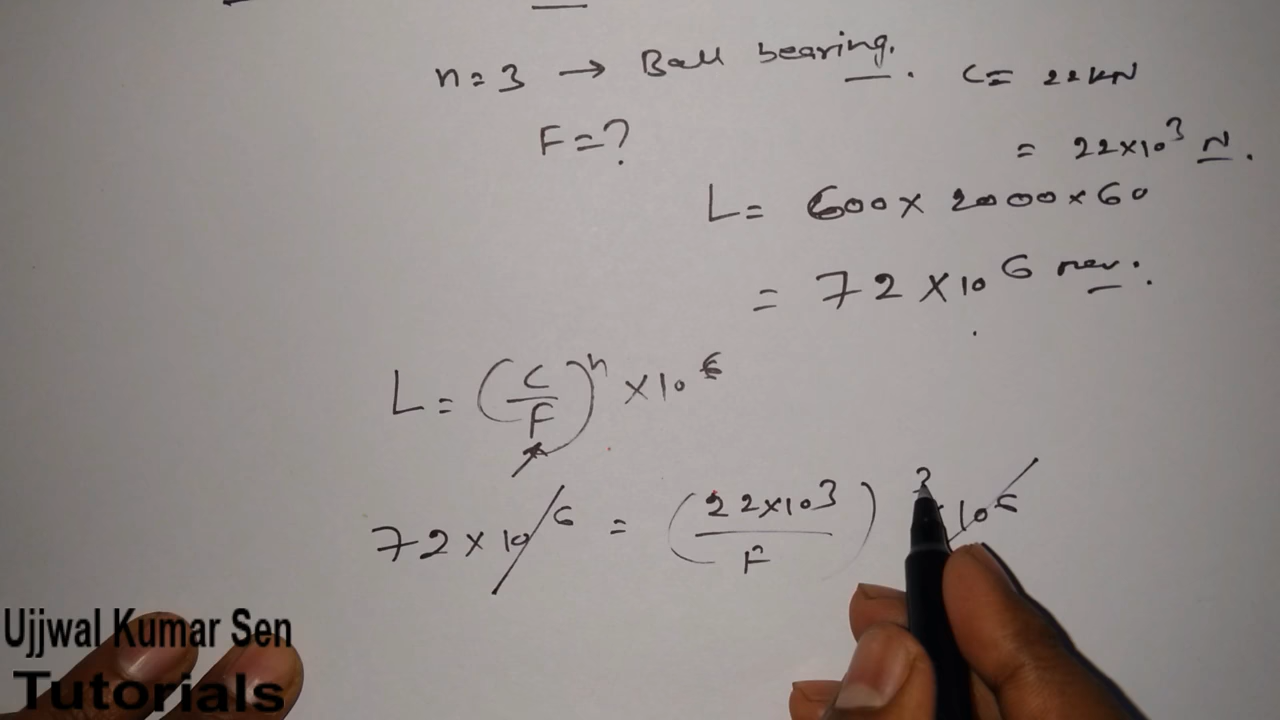 n=3 → Ball bearing. C= 22KN
F=?
= 22×10³ N.
L= 600× 2000×60
= 72×10⁶ rev.
L= (C/F)ⁿ ×10⁶
72×10⁶ = (22×10³/F)³ ×10⁶
Ujjwal Kumar Sen
Tutorials